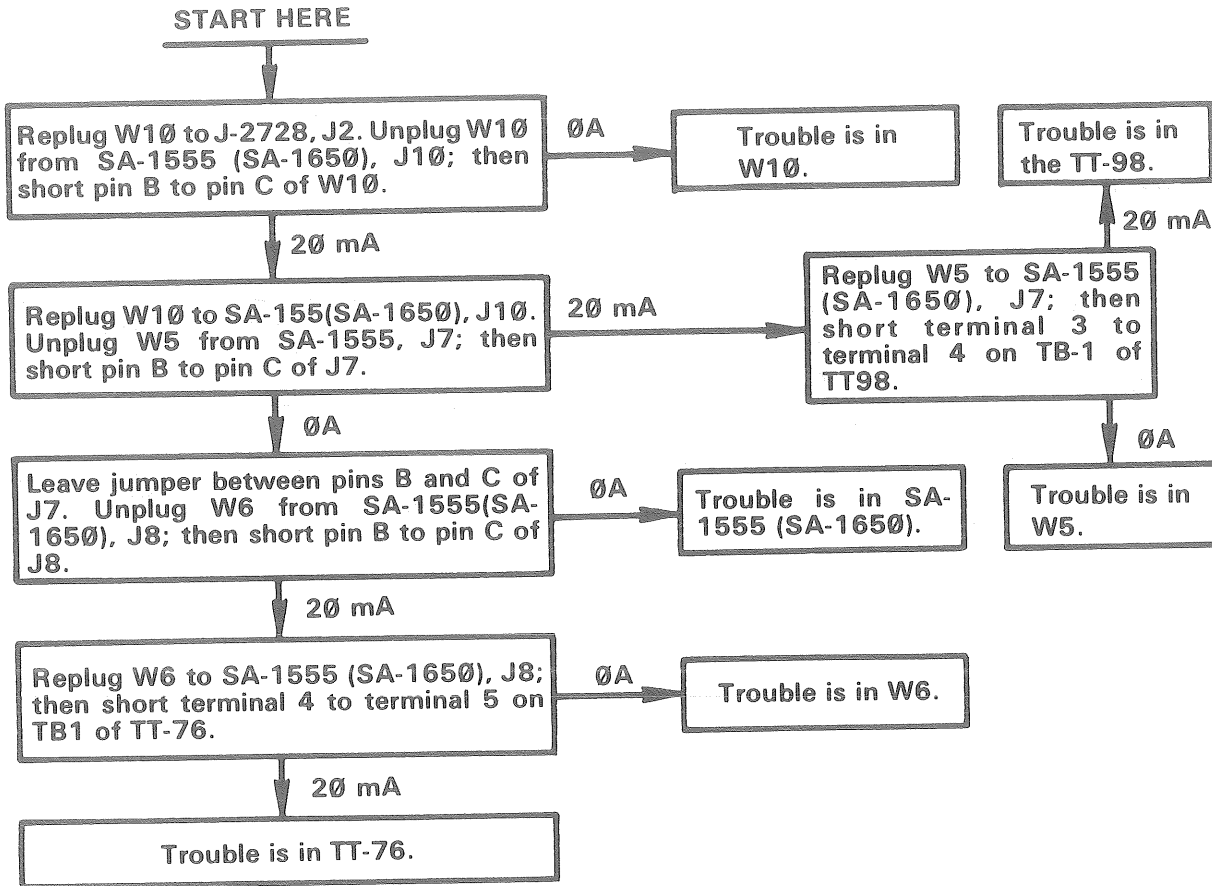 START HERE
Replug W1Ø to J-2728, J2. Unplug W1Ø
from SA-1555 (SA-165Ø), J1Ø; then
short pin B to pin C of W1Ø.
ØA
Trouble is in
W1Ø.
2Ø mA
Replug W1Ø to SA-155(SA-165Ø), J1Ø.
Unplug W5 from SA-1555, J7; then
short pin B to pin C of J7.
2Ø mA
Replug W5 to SA-1555
(SA-165Ø), J7; then
short terminal 3 to
terminal 4 on TB-1 of
TT98.
2Ø mA
Trouble is in
the TT-98.
ØA
Trouble is in
W5.
ØA
Leave jumper between pins B and C of
J7. Unplug W6 from SA-1555(SA-
165Ø), J8; then short pin B to pin C of
J8.
ØA
Trouble is in SA-
1555 (SA-165Ø).
2Ø mA
Replug W6 to SA-1555 (SA-165Ø), J8;
then short terminal 4 to terminal 5 on
TB1 of TT-76.
ØA
Trouble is in W6.
2Ø mA
Trouble is in TT-76.